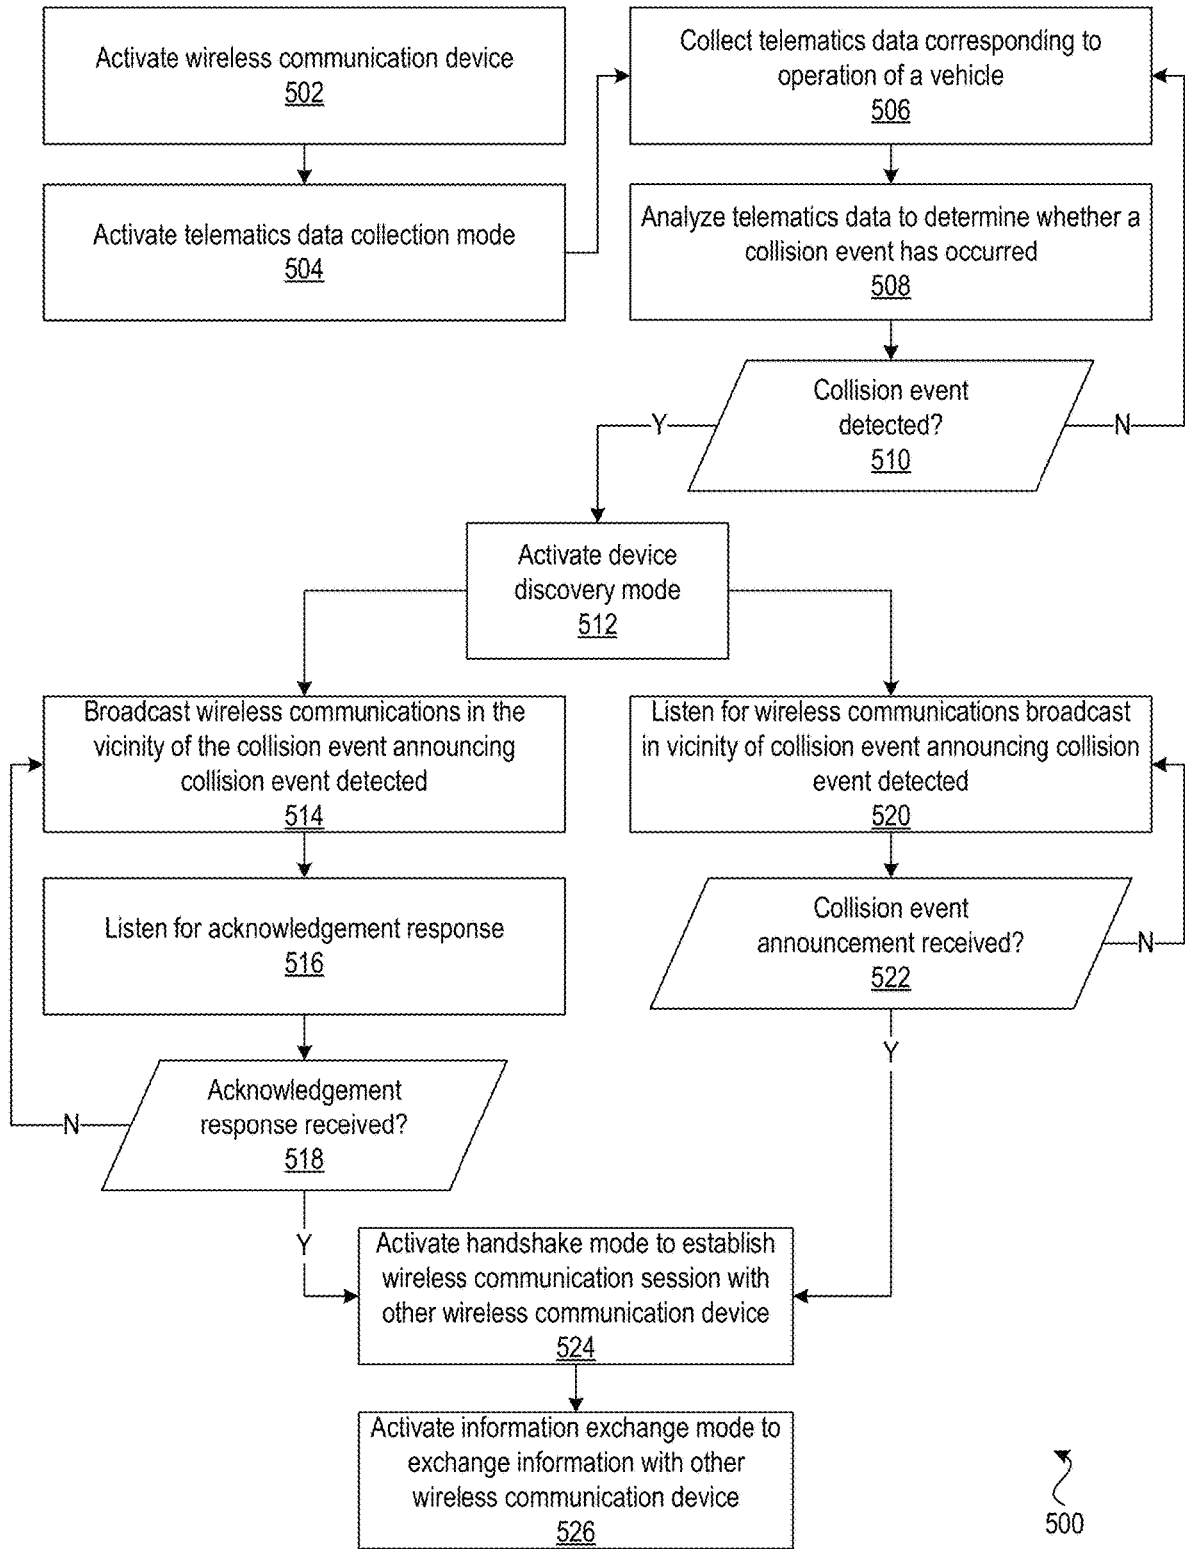 Activate wireless communication device
502
Activate telematics data collection mode
504
Collect telematics data corresponding to
operation of a vehicle
506
Analyze telematics data to determine whether a
collision event has occurred
508
Collision event
detected?
510
Y
N
Activate device
discovery mode
512
Broadcast wireless communications in the
vicinity of the collision event announcing
collision event detected
514
Listen for acknowledgement response
516
Acknowledgement
response received?
518
N
Y
Listen for wireless communications broadcast
in vicinity of collision event announcing collision
event detected
520
Collision event
announcement received?
522
N
Y
Activate handshake mode to establish
wireless communication session with
other wireless communication device
524
Activate information exchange mode to
exchange information with other
wireless communication device
526
500